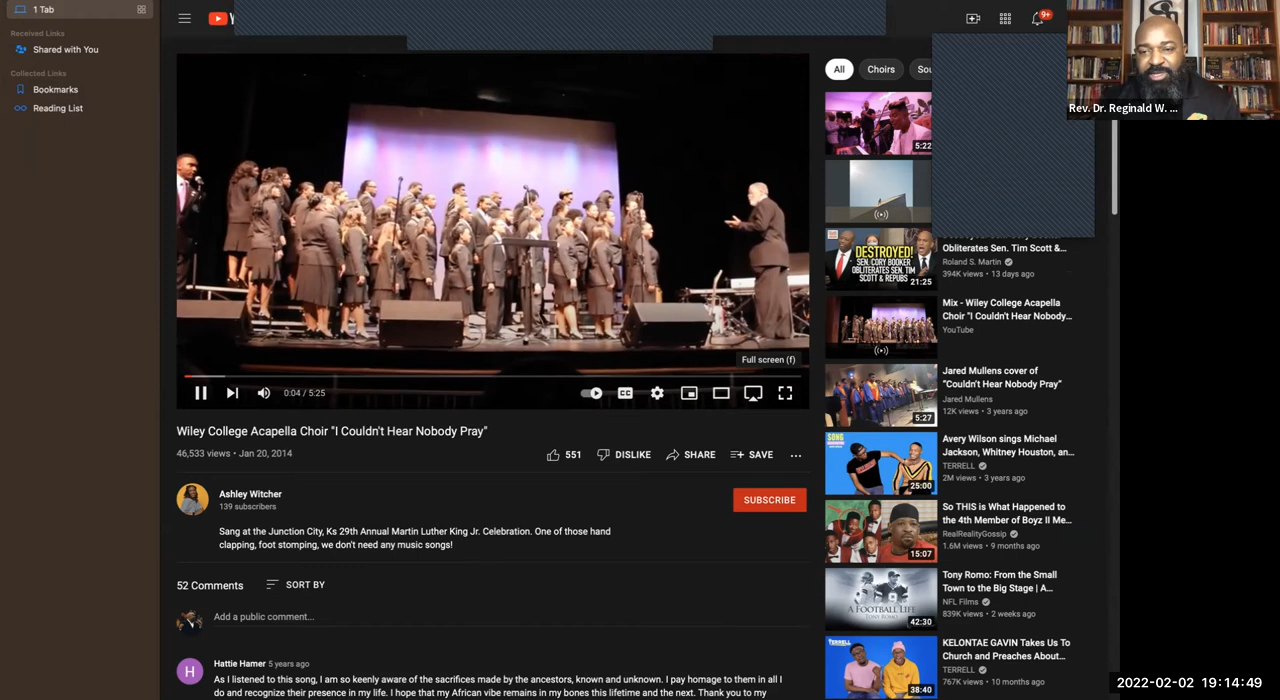 1 Tab
Received Links
Shared with You
Collected Links
Bookmarks
Reading List
9+
Rev. Dr. Reginald W. ...
Full screen (f)
0:04 / 5:25
Wiley College Acapella Choir "I Couldn't Hear Nobody Pray"
46,533 views • Jan 20, 2014
551
DISLIKE
SHARE
SAVE
Ashley Witcher
139 subscribers
SUBSCRIBE
Sang at the Junction City, Ks 29th Annual Martin Luther King Jr. Celebration. One of those hand
clapping, foot stomping, we don't need any music songs!
52 Comments
SORT BY
Add a public comment...
H
Hattie Hamer 5 years ago
As I listened to this song, I am so keenly aware of the sacrifices made by the ancestors, known and unknown. I pay homage to them in all I
do and recognize their presence in my life. I hope that my African vibe remains in my bones this lifetime and the next. Thank you to my
All
Choirs
Sou
5:22
DESTROYED!
SEN. CORY BOOKER
OBLITERATES SEN. TIM
SCOTT & REPUBS
21:25
Obliterates Sen. Tim Scott &...
Roland S. Martin
394K views • 13 days ago
Mix - Wiley College Acapella
Choir "I Couldn't Hear Nobody...
YouTube
Jared Mullens cover of
"Couldn't Hear Nobody Pray"
Jared Mullens
12K views • 3 years ago
5:27
SONG
Avery Wilson sings Michael
Jackson, Whitney Houston, an...
TERRELL
2M views • 3 years ago
25:00
So THIS is What Happened to
the 4th Member of Boyz II Me...
RealRealityGossip
1.6M views • 9 months ago
15:07
A FOOTBALL LIFE
42:30
Tony Romo: From the Small
Town to the Big Stage | A...
NFL Films
839K views • 2 weeks ago
TERRELL
38:40
KELONTAE GAVIN Takes Us To
Church and Preaches About...
TERRELL
767K views • 10 months ago
2022-02-02 19:14:49